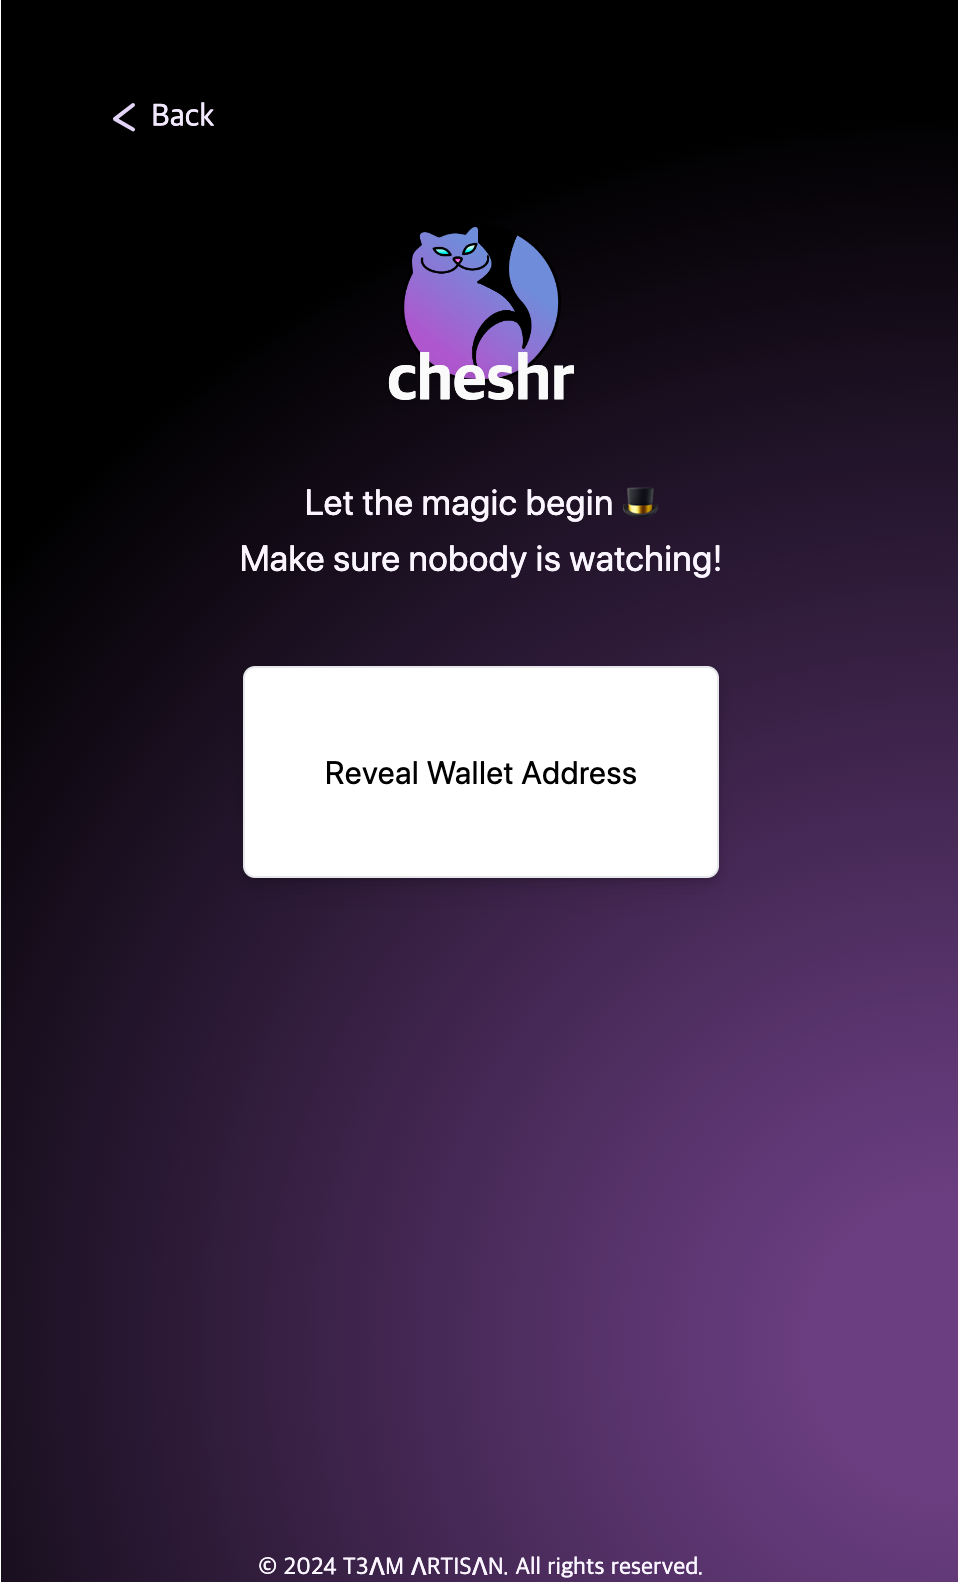 Back
cheshr
Let the magic begin 🎩
Make sure nobody is watching!
Reveal Wallet Address
© 2024 T3ΛM ΛRTISΛN. All rights reserved.